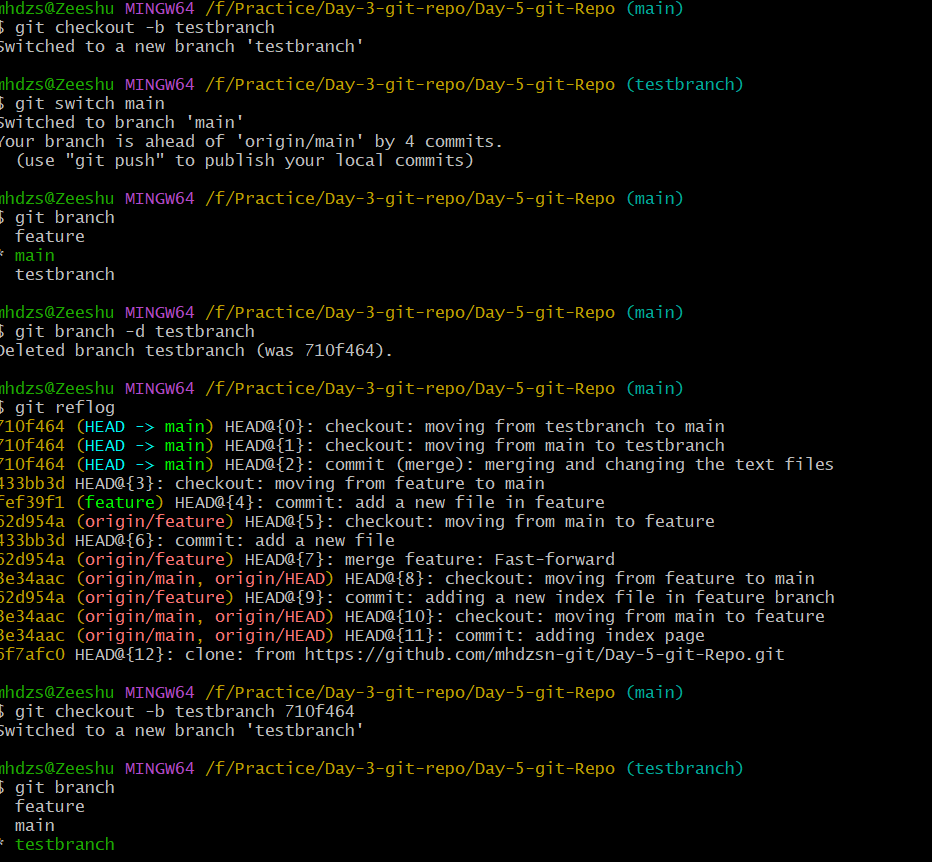 mhdzs@Zeeshu MINGW64 /f/Practice/Day-3-git-repo/Day-5-git-Repo (main)
$ git checkout -b testbranch
Switched to a new branch 'testbranch'

mhdzs@Zeeshu MINGW64 /f/Practice/Day-3-git-repo/Day-5-git-Repo (testbranch)
$ git switch main
Switched to branch 'main'
Your branch is ahead of 'origin/main' by 4 commits.
  (use "git push" to publish your local commits)

mhdzs@Zeeshu MINGW64 /f/Practice/Day-3-git-repo/Day-5-git-Repo (main)
$ git branch
  feature
* main
  testbranch

mhdzs@Zeeshu MINGW64 /f/Practice/Day-3-git-repo/Day-5-git-Repo (main)
$ git branch -d testbranch
Deleted branch testbranch (was 710f464).

mhdzs@Zeeshu MINGW64 /f/Practice/Day-3-git-repo/Day-5-git-Repo (main)
$ git reflog
710f464 (HEAD -> main) HEAD@{0}: checkout: moving from testbranch to main
710f464 (HEAD -> main) HEAD@{1}: checkout: moving from main to testbranch
710f464 (HEAD -> main) HEAD@{2}: commit (merge): merging and changing the text files
433bb3d HEAD@{3}: checkout: moving from feature to main
fef39f1 (feature) HEAD@{4}: commit: add a new file in feature
62d954a (origin/feature) HEAD@{5}: checkout: moving from main to feature
433bb3d HEAD@{6}: commit: add a new file
62d954a (origin/feature) HEAD@{7}: merge feature: Fast-forward
3e34aac (origin/main, origin/HEAD) HEAD@{8}: checkout: moving from feature to main
62d954a (origin/feature) HEAD@{9}: commit: adding a new index file in feature branch
3e34aac (origin/main, origin/HEAD) HEAD@{10}: checkout: moving from main to feature
3e34aac (origin/main, origin/HEAD) HEAD@{11}: commit: adding index page
6f7afc0 HEAD@{12}: clone: from https://github.com/mhdzsn-git/Day-5-git-Repo.git

mhdzs@Zeeshu MINGW64 /f/Practice/Day-3-git-repo/Day-5-git-Repo (main)
$ git checkout -b testbranch 710f464
Switched to a new branch 'testbranch'

mhdzs@Zeeshu MINGW64 /f/Practice/Day-3-git-repo/Day-5-git-Repo (testbranch)
$ git branch
  feature
  main
* testbranch